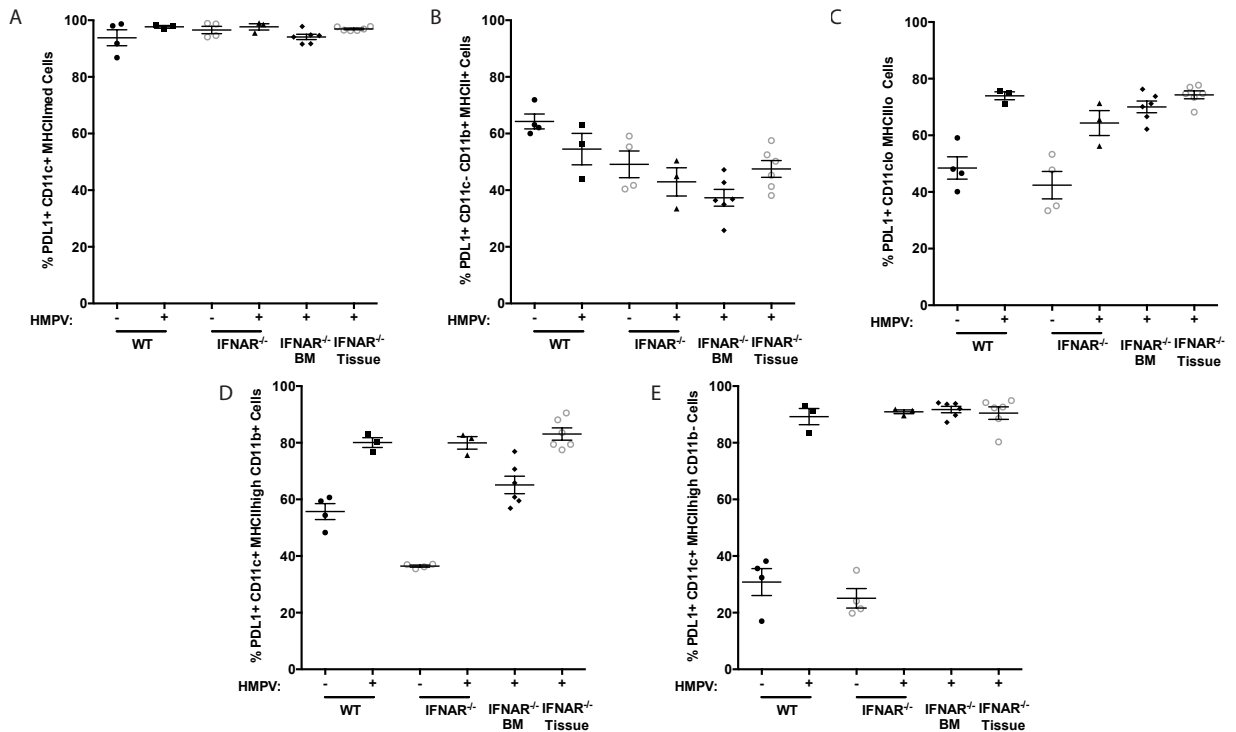 A
% PDL1+ CD11c+ MHCIImed Cells
100
80
60
40
20
0
HMPV: - + - + + +
WT IFNAR-/- IFNAR-/- BM IFNAR-/- Tissue
B
% PDL1+ CD11c- CD11b+ MHCII+ Cells
100
80
60
40
20
0
HMPV: - + - + + +
WT IFNAR-/- IFNAR-/- BM IFNAR-/- Tissue
C
% PDL1+ CD11clo MHCIIlo Cells
100
80
60
40
20
0
HMPV: - + - + + +
WT IFNAR-/- IFNAR-/- BM IFNAR-/- Tissue
D
% PDL1+ CD11c+ MHCIIhigh CD11b+ Cells
100
80
60
40
20
0
HMPV: - + - + + +
WT IFNAR-/- IFNAR-/- BM IFNAR-/- Tissue
E
% PDL1+ CD11c+ MHCIIhigh CD11b- Cells
100
80
60
40
20
0
HMPV: - + - + + +
WT IFNAR-/- IFNAR-/- BM IFNAR-/- Tissue